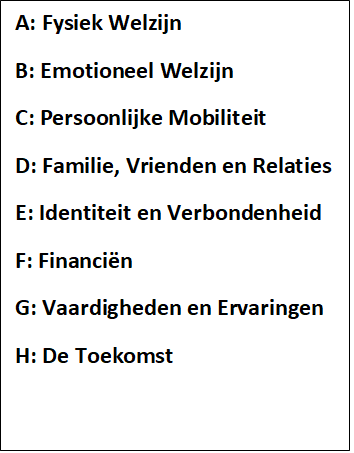 A: Fysiek Welzijn
B: Emotioneel Welzijn
C: Persoonlijke Mobiliteit
D: Familie, Vrienden en Relaties
E: Identiteit en Verbondenheid
F: Financiën
G: Vaardigheden en Ervaringen
H: De Toekomst